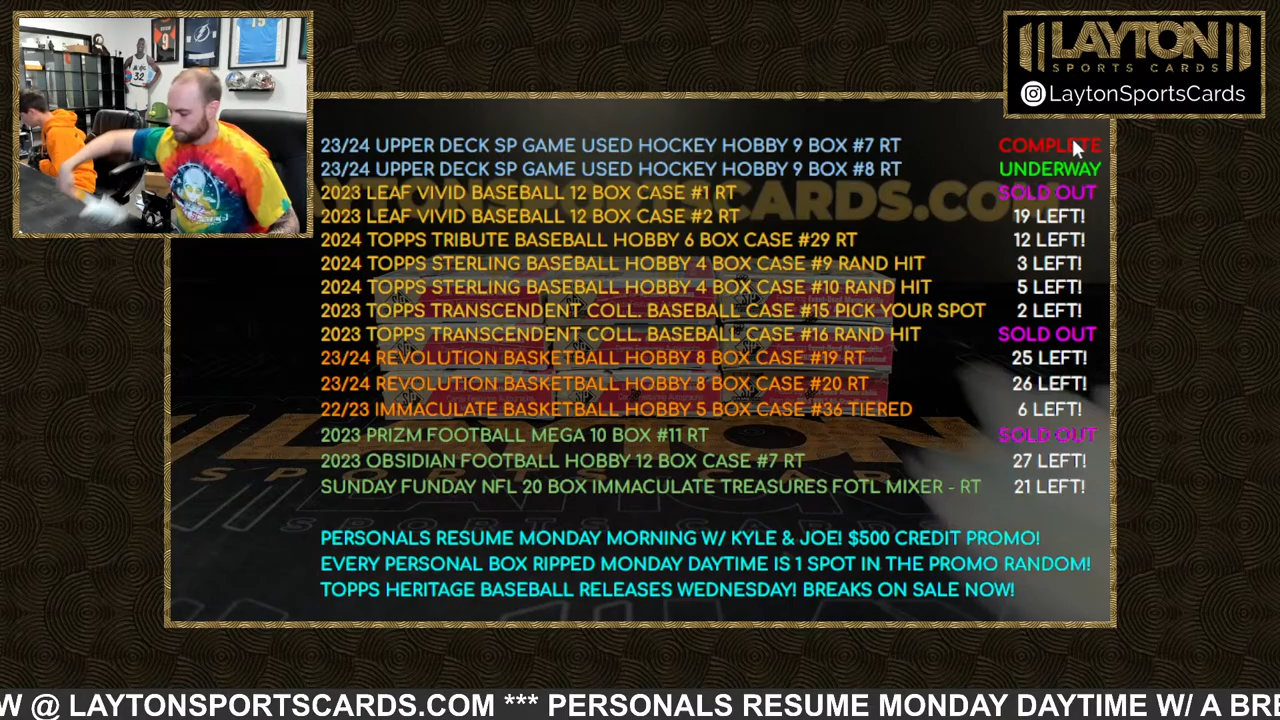 LAYTON
SPORTS CARDS
LaytonSportsCards
23/24 UPPER DECK SP GAME USED HOCKEY HOBBY 9 BOX #7 RT COMPLETE
23/24 UPPER DECK SP GAME USED HOCKEY HOBBY 9 BOX #8 RT UNDERWAY
2023 LEAF VIVID BASEBALL 12 BOX CASE #1 RT SOLD OUT
2023 LEAF VIVID BASEBALL 12 BOX CASE #2 RT 19 LEFT!
2024 TOPPS TRIBUTE BASEBALL HOBBY 6 BOX CASE #29 RT 12 LEFT!
2024 TOPPS STERLING BASEBALL HOBBY 4 BOX CASE #9 RAND HIT 3 LEFT!
2024 TOPPS STERLING BASEBALL HOBBY 4 BOX CASE #10 RAND HIT 5 LEFT!
2023 TOPPS TRANSCENDENT COLL. BASEBALL CASE #15 PICK YOUR SPOT 2 LEFT!
2023 TOPPS TRANSCENDENT COLL. BASEBALL CASE #16 RAND HIT SOLD OUT
23/24 REVOLUTION BASKETBALL HOBBY 8 BOX CASE #19 RT 25 LEFT!
23/24 REVOLUTION BASKETBALL HOBBY 8 BOX CASE #20 RT 26 LEFT!
22/23 IMMACULATE BASKETBALL HOBBY 5 BOX CASE #36 TIERED 6 LEFT!
2023 PRIZM FOOTBALL MEGA 10 BOX #11 RT SOLD OUT
2023 OBSIDIAN FOOTBALL HOBBY 12 BOX CASE #7 RT 27 LEFT!
SUNDAY FUNDAY NFL 20 BOX IMMACULATE TREASURES FOTL MIXER - RT 21 LEFT!
PERSONALS RESUME MONDAY MORNING W/ KYLE & JOE! $500 CREDIT PROMO!
EVERY PERSONAL BOX RIPPED MONDAY DAYTIME IS 1 SPOT IN THE PROMO RANDOM!
TOPPS HERITAGE BASEBALL RELEASES WEDNESDAY! BREAKS ON SALE NOW!
W @ LAYTONSPORTSCARDS.COM *** PERSONALS RESUME MONDAY DAYTIME W/ A BRE